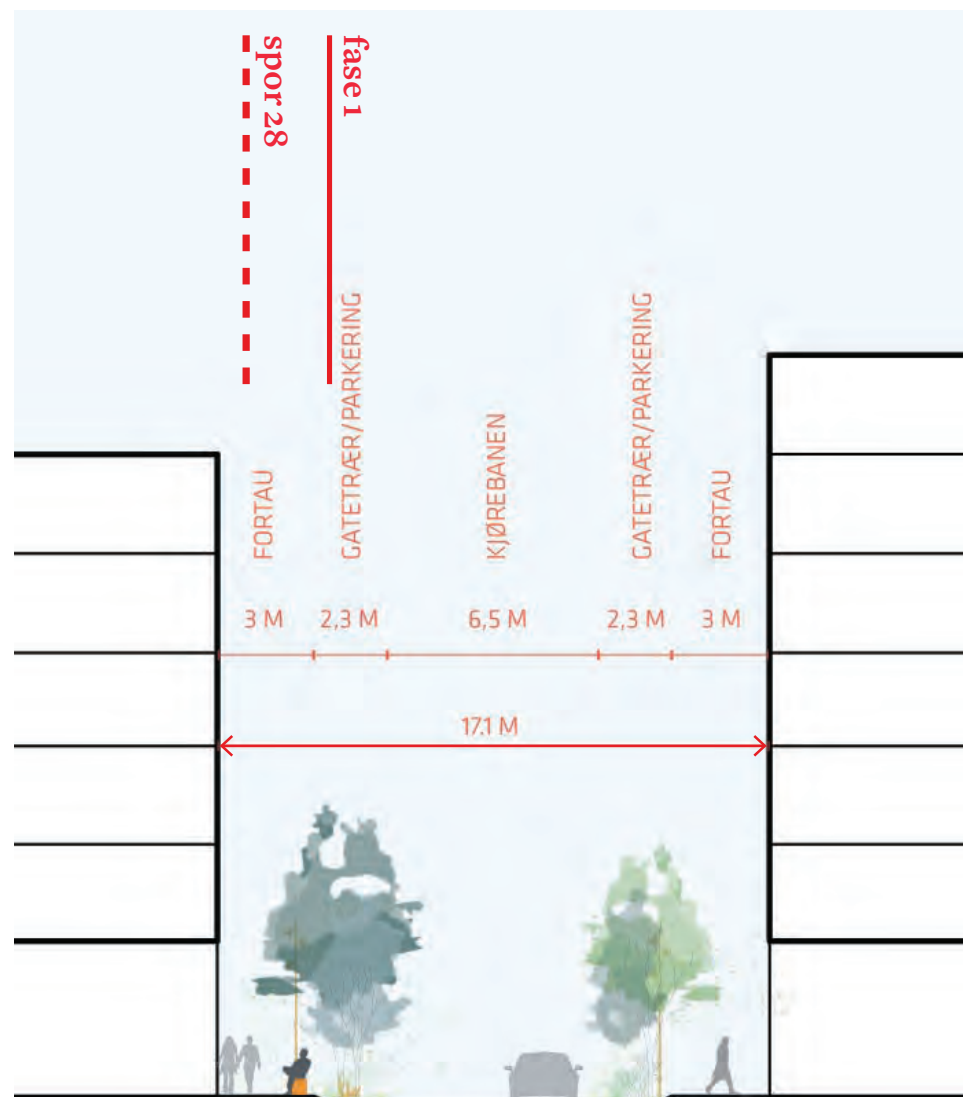 spor 28
fase 1
FORTAU
GATETRÆR/PARKERING
KJØREBANEN
GATETRÆR/PARKERING
FORTAU
3 M
2,3 M
6,5 M
2,3 M
3 M
17.1 M